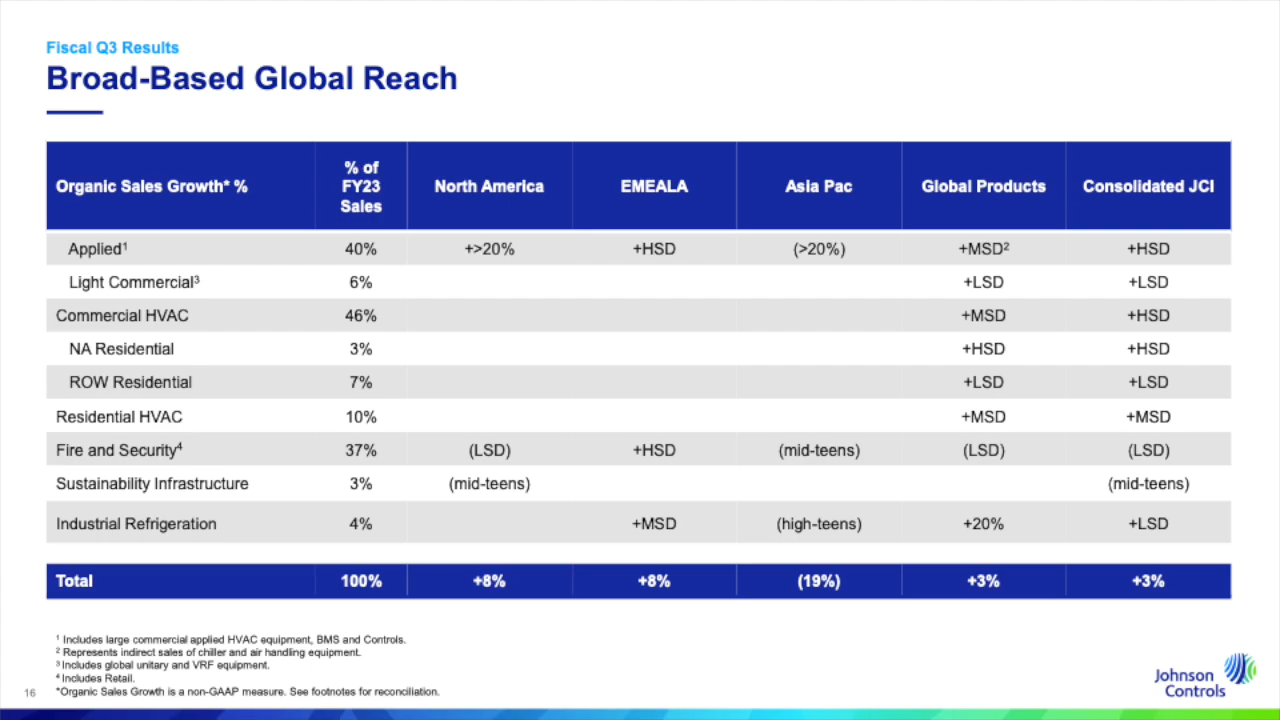 Fiscal Q3 Results
Broad-Based Global Reach
Organic Sales Growth* % % of FY23 Sales North America EMEALA Asia Pac Global Products Consolidated JCI
Applied¹ 40% +>20% +HSD (>20%) +MSD² +HSD
Light Commercial³ 6% +LSD +LSD
Commercial HVAC 46% +MSD +HSD
NA Residential 3% +HSD +HSD
ROW Residential 7% +LSD +LSD
Residential HVAC 10% +MSD +MSD
Fire and Security⁴ 37% (LSD) +HSD (mid-teens) (LSD) (LSD)
Sustainability Infrastructure 3% (mid-teens) (mid-teens)
Industrial Refrigeration 4% +MSD (high-teens) +20% +LSD
Total 100% +8% +8% (19%) +3% +3%
¹ Includes large commercial applied HVAC equipment, BMS and Controls.
² Represents indirect sales of chiller and air handling equipment.
³ Includes global unitary and VRF equipment.
⁴ Includes Retail.
*Organic Sales Growth is a non-GAAP measure. See footnotes for reconciliation.
16
Johnson
Controls